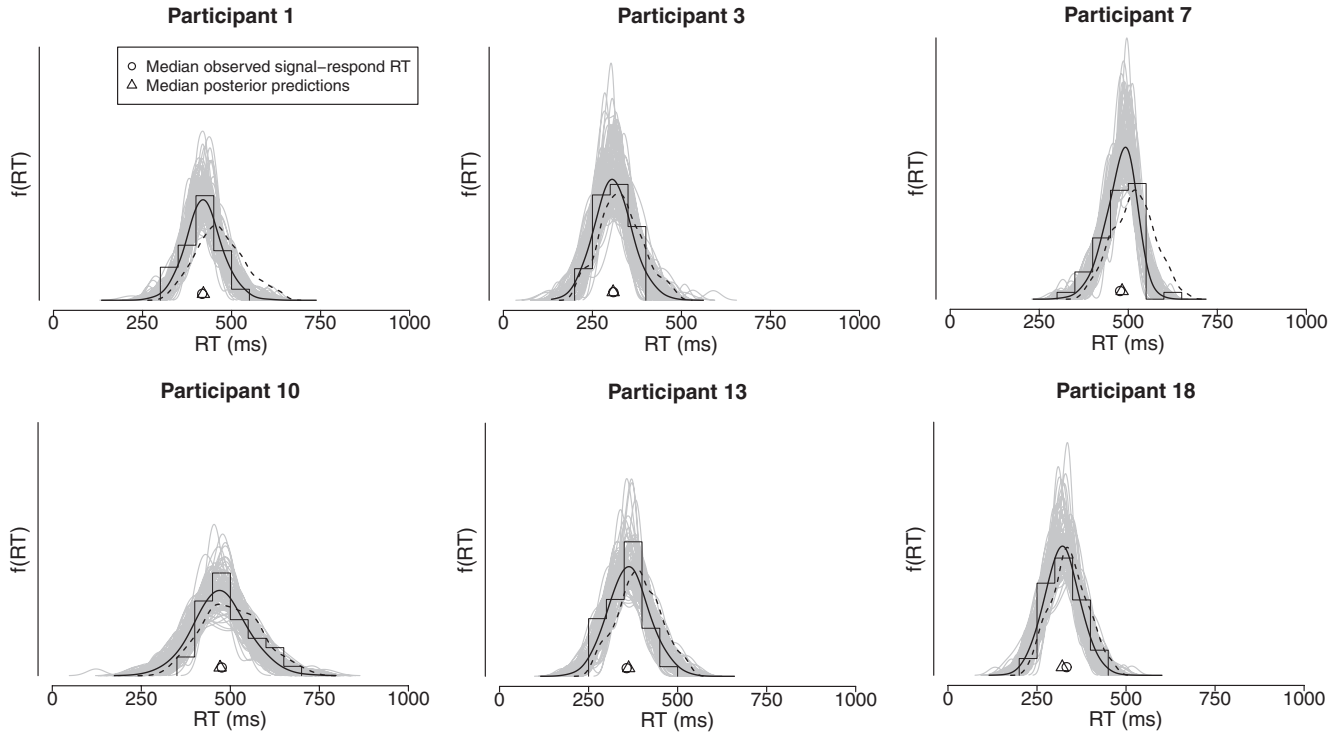 Participant 1
Participant 3
Participant 7
○ Median observed signal−respond RT
△ Median posterior predictions
f(RT)
f(RT)
f(RT)
0 500 750 1000
0 250 500 750 1000
0 250 500 750 1000
RT (ms)
RT (ms)
RT (ms)
Participant 10
Participant 13
Participant 18
f(RT)
f(RT)
f(RT)
0 250 500 750 1000
0 250 500 750 1000
0 250 500 750 1000
RT (ms)
RT (ms)
RT (ms)